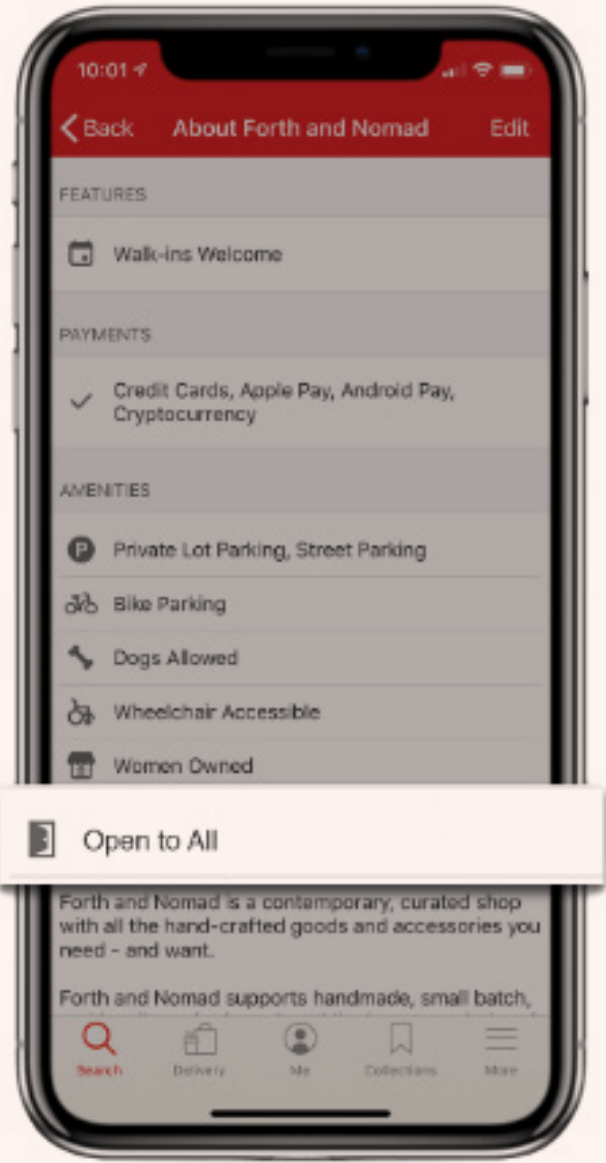 10:01
Back About Forth and Nomad Edit
FEATURES
Walk-ins Welcome
PAYMENTS
Credit Cards, Apple Pay, Android Pay,
Cryptocurrency
AMENITIES
Private Lot Parking, Street Parking
Bike Parking
Dogs Allowed
Wheelchair Accessible
Women Owned
Open to All
Forth and Nomad is a contemporary, curated shop
with all the hand-crafted goods and accessories you
need - and want.
Forth and Nomad supports handmade, small batch,
Search Delivery Me Collections More